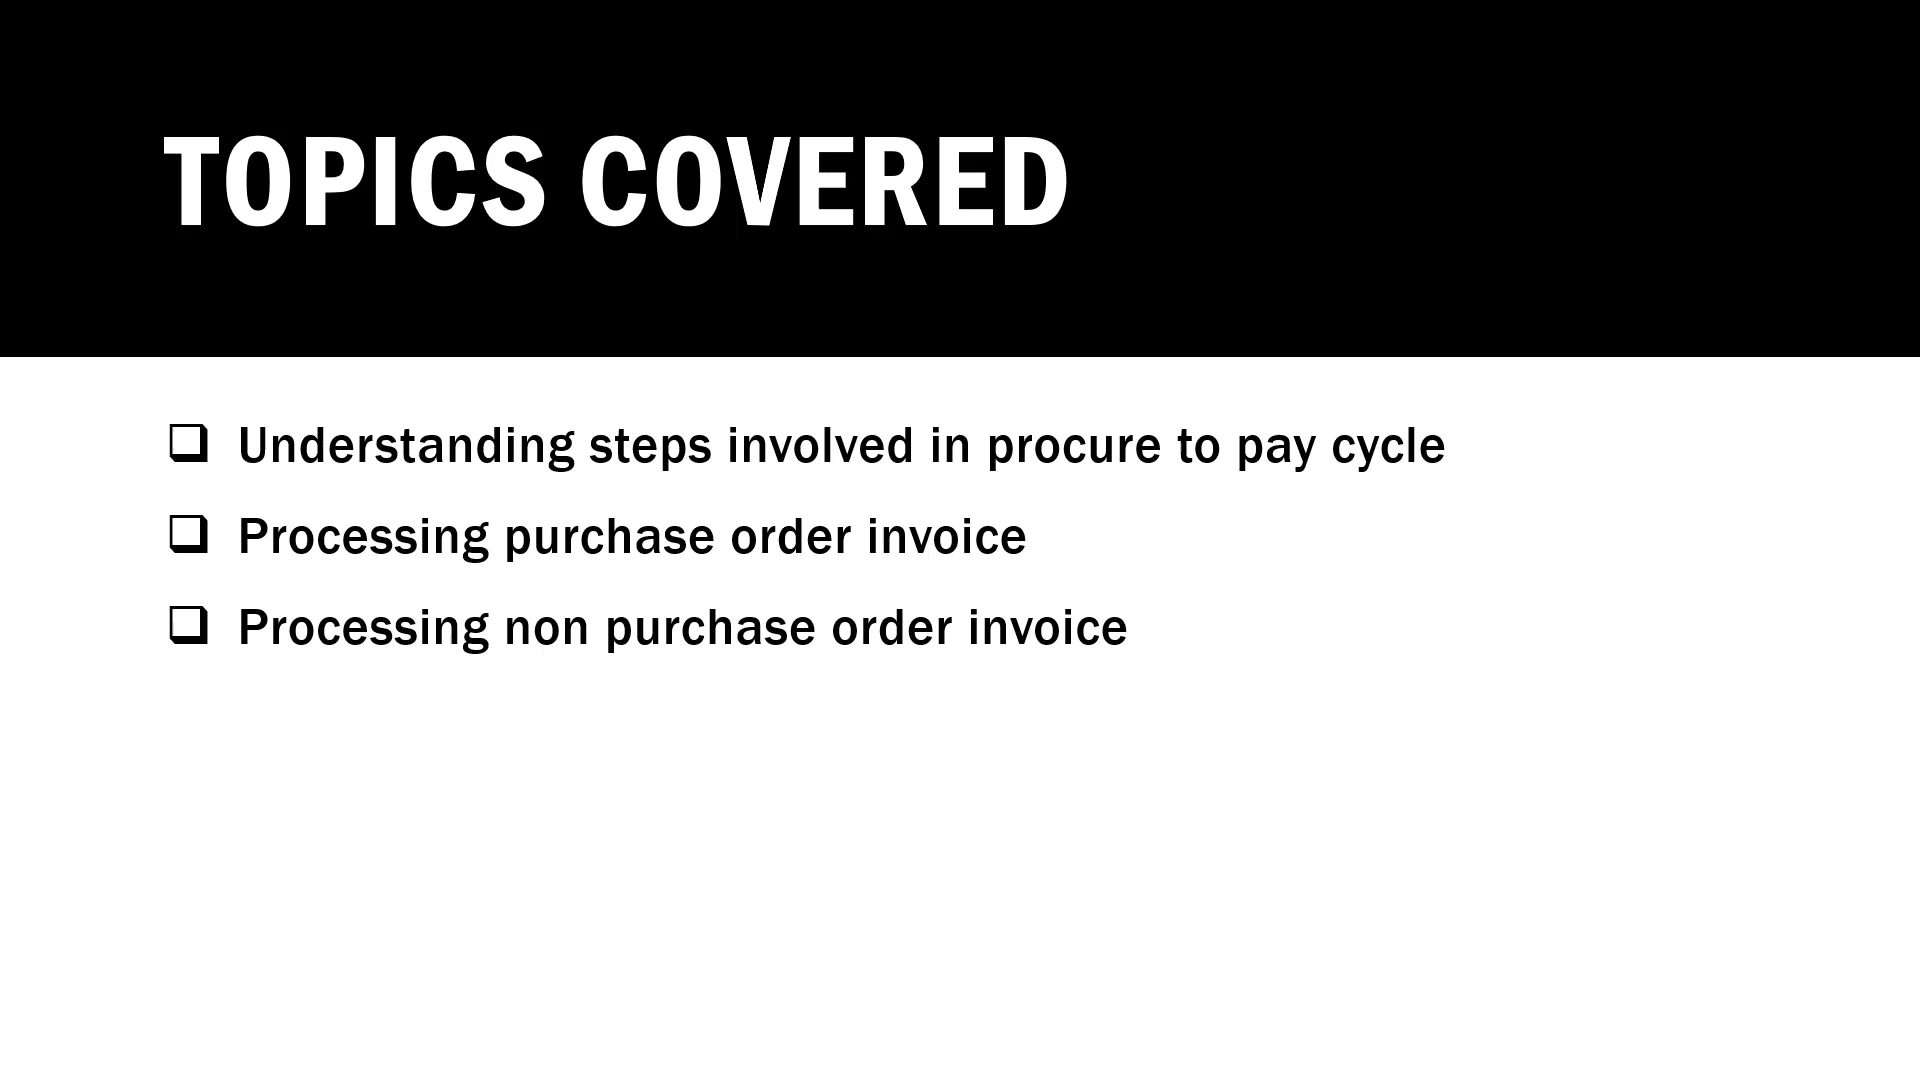 TOPICS COVERED
❑ Understanding steps involved in procure to pay cycle
❑ Processing purchase order invoice
❑ Processing non purchase order invoice